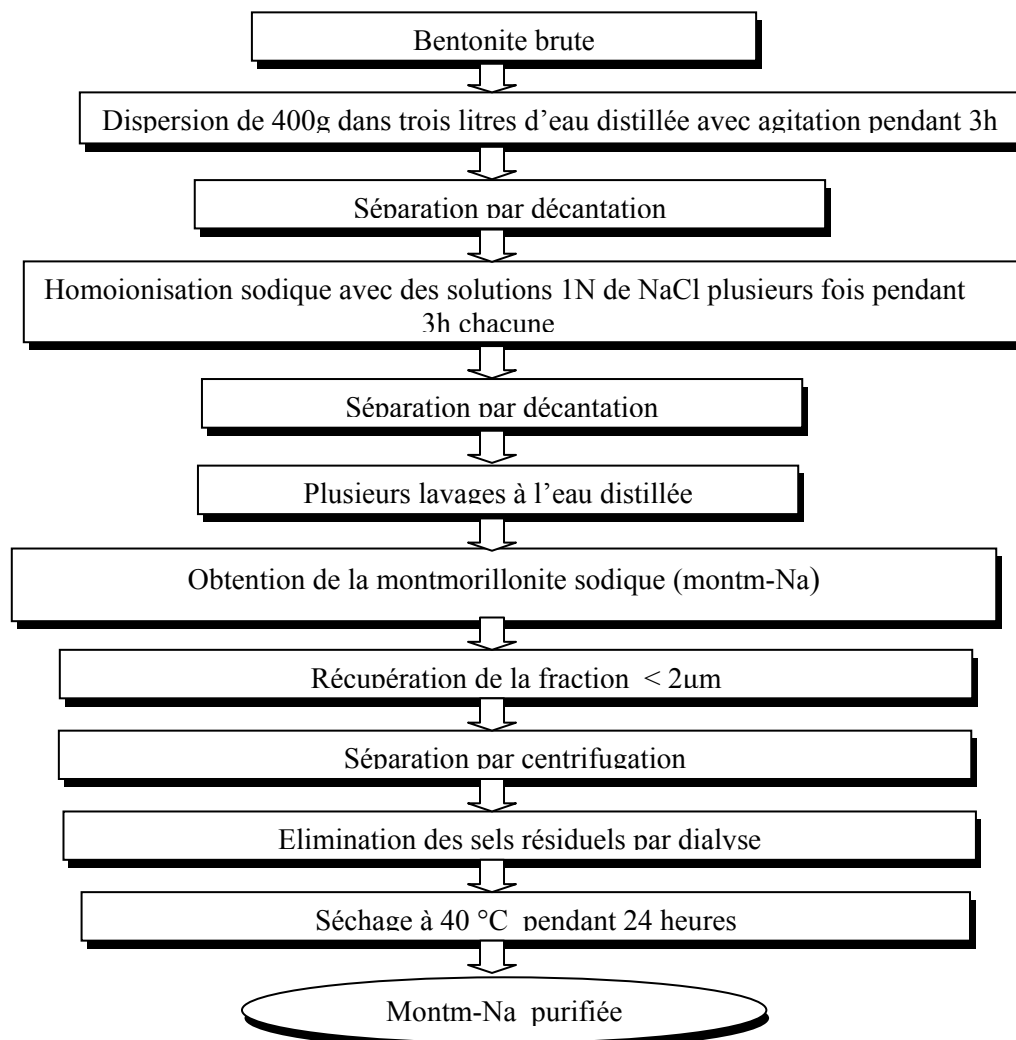 Bentonite brute
Dispersion de 400g dans trois litres d’eau distillée avec agitation pendant 3h
Séparation par décantation
Homoionisation sodique avec des solutions 1N de NaCl plusieurs fois pendant
3h chacune
Séparation par décantation
Plusieurs lavages à l’eau distillée
Obtention de la montmorillonite sodique (montm-Na)
Récupération de la fraction < 2µm
Séparation par centrifugation
Elimination des sels résiduels par dialyse
Séchage à 40 °C pendant 24 heures
Montm-Na purifiée